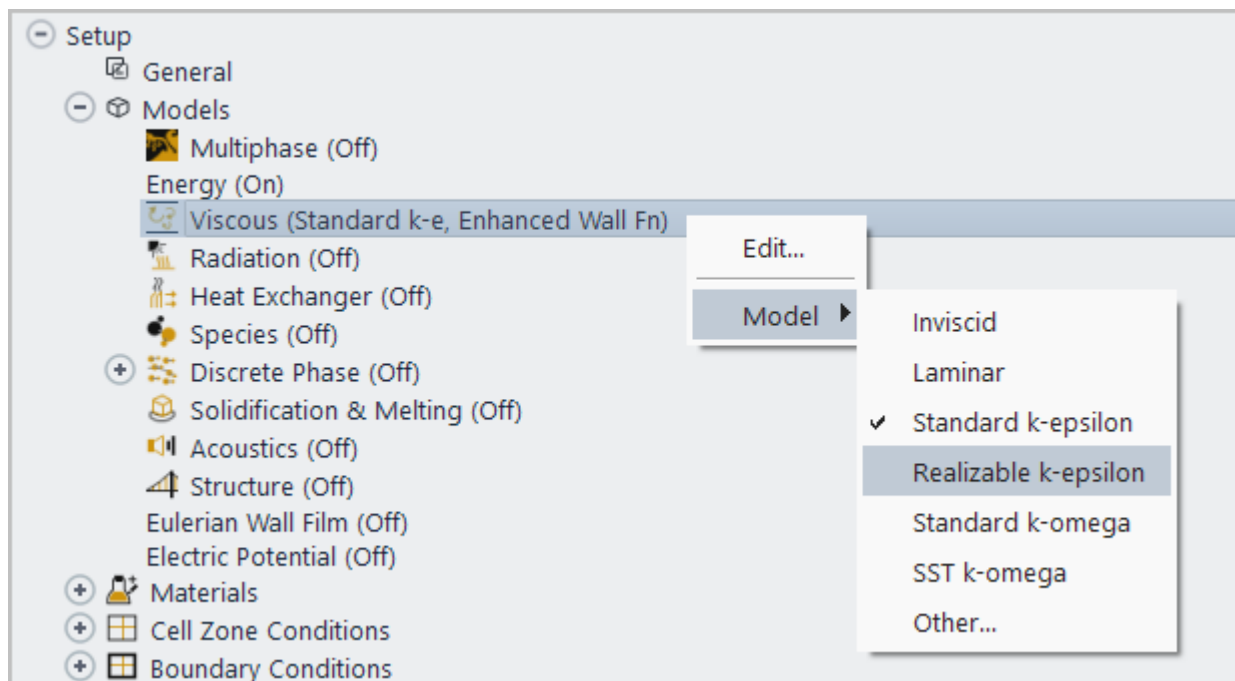 Setup
General
Models
Multiphase (Off)
Energy (On)
Viscous (Standard k-e, Enhanced Wall Fn)
Radiation (Off)
Heat Exchanger (Off)
Species (Off)
Discrete Phase (Off)
Solidification & Melting (Off)
Acoustics (Off)
Structure (Off)
Eulerian Wall Film (Off)
Electric Potential (Off)
Materials
Cell Zone Conditions
Boundary Conditions
Edit...
Model
Inviscid
Laminar
Standard k-epsilon
Realizable k-epsilon
Standard k-omega
SST k-omega
Other...